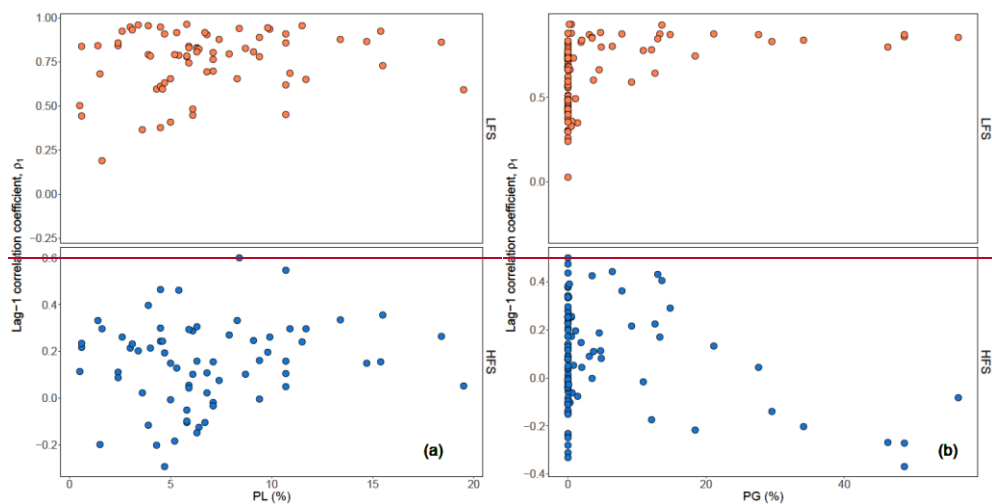 1.00
0.75
0.50
0.25
0.00
−0.25
LFS
0.6
0.4
0.2
0.0
−0.2
HFS
0 5 10 15 20
PL (%)
(a)
Lag−1 correlation coefficient, ρ1
1.0
0.5
0.0
LFS
0.4
0.2
0.0
−0.2
−0.4
HFS
0 20 40
PG (%)
(b)
Lag−1 correlation coefficient, ρ1